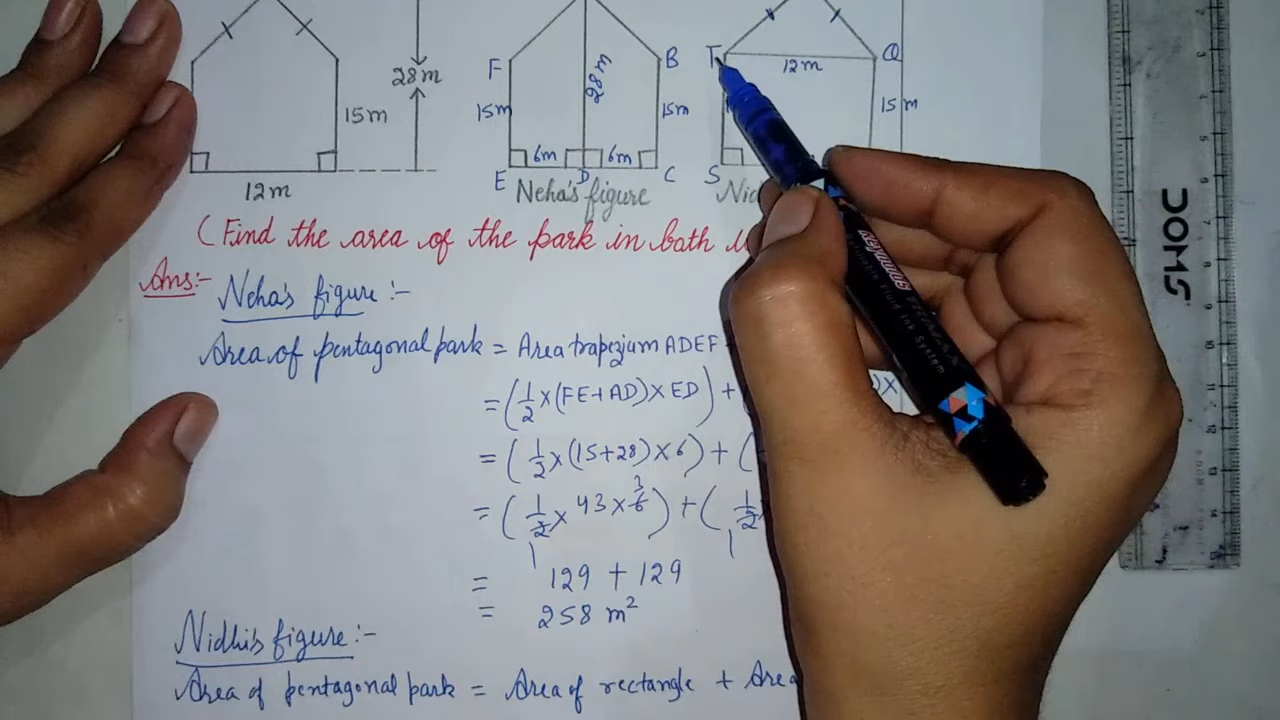 28m
15m
12m
F
B
28m
15m
15m
6m
6m
E
D
C
Neha's figure
T
Q
12m
15m
S
(Find the area of the park in both
Ans:- Neha's figure :-
Area of pentagonal park = Area trapezium ADEF
= (1/2 × (FE+AD) × ED) +
= (1/2 × (15+28) × 6) + (
= (1/2 × 43 × 6) + (1/2
= 129 + 129
= 258 m²
Nidhi's figure :-
Area of pentagonal park = Area of rectangle + Area
DOMS